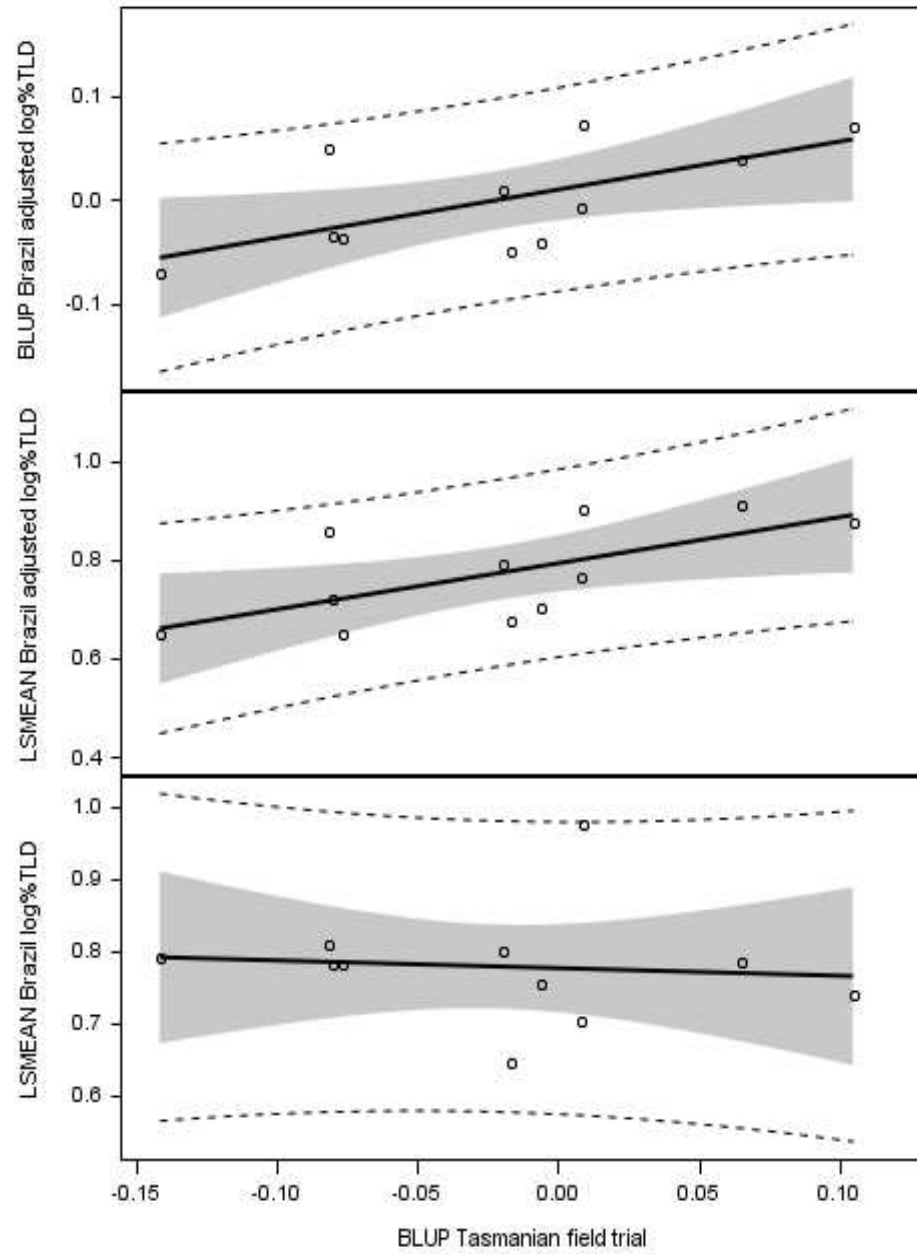 BLUP Brazil adjusted log%TLD
0.1
0.0
-0.1
LSMEAN Brazil adjusted log%TLD
1.0
0.8
0.6
0.4
LSMEAN Brazil log%TLD
1.0
0.9
0.8
0.7
0.6
-0.15 -0.10 -0.05 0.00 0.05 0.10
BLUP Tasmanian field trial